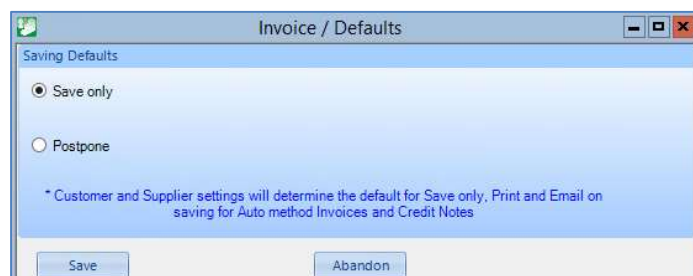 Invoice / Defaults
Saving Defaults
Save only
Postpone
* Customer and Supplier settings will determine the default for Save only, Print and Email on
saving for Auto method Invoices and Credit Notes
Save Abandon